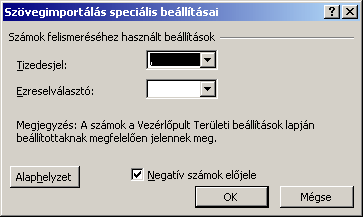 Szövegimportálás speciális beállításai
Számok felismeréséhez használt beállítások
Tizedesjel:
Ezreselválasztó:
Megjegyzés: A számok a Vezérlőpult Területi beállítások lapján
beállítottaknak megfelelően jelennek meg.
Alaphelyzet
Negatív számok előjele
OK
Mégse